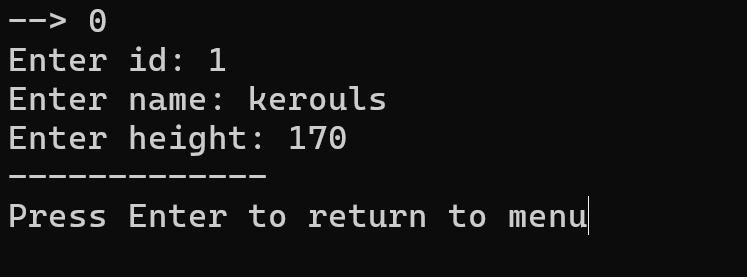 --> 0
Enter id: 1
Enter name: kerouls
Enter height: 170
-------------
Press Enter to return to menu